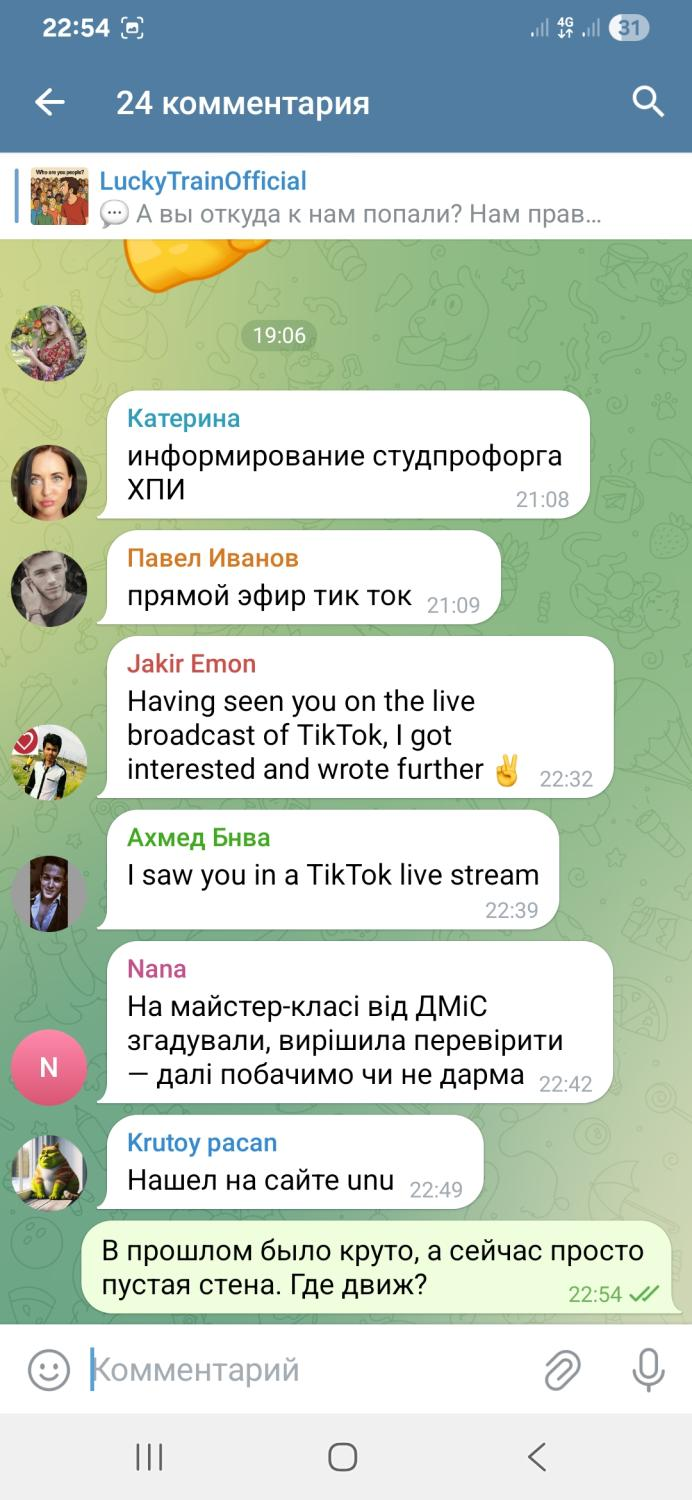 22:54
4G
31
24 комментария
Who are you people?
LuckyTrainOfficial
А вы откуда к нам попали? Нам прав...
19:06
Катерина
информирование студпрофорга
ХПИ
21:08
Павел Иванов
прямой эфир тик ток 21:09
Jakir Emon
Having seen you on the live
broadcast of TikTok, I got
interested and wrote further ✌ 22:32
Ахмед Бнва
I saw you in a TikTok live stream
22:39
Nana
N
На майстер-класі від ДМіС
згадували, вирішила перевірити
— далі побачимо чи не дарма 22:42
Krutoy pacan
Нашел на сайте unu 22:49
В прошлом было круто, а сейчас просто
пустая стена. Где движ? 22:54
Комментарий